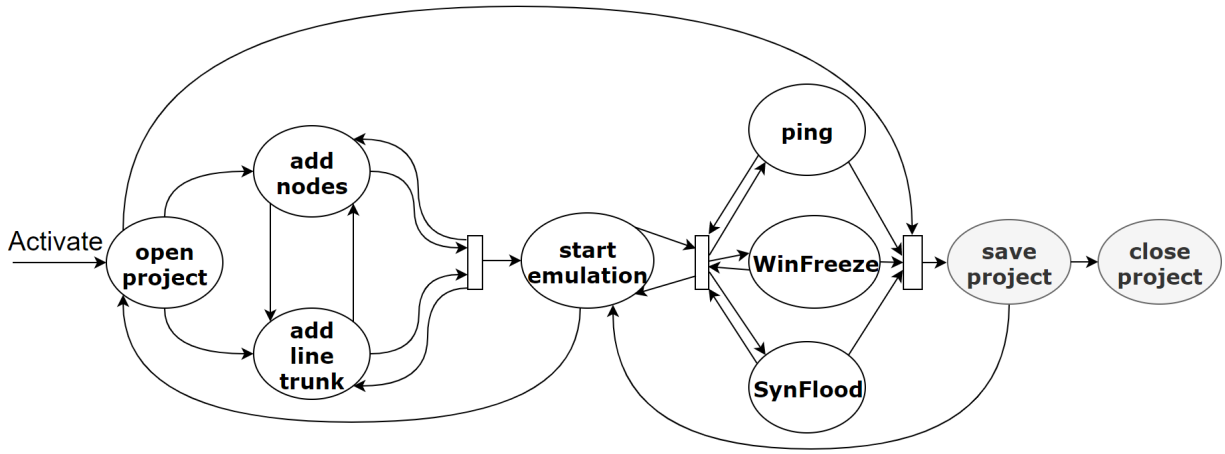 Activate
open
project
add
nodes
add
line
trunk
start
emulation
ping
WinFreeze
SynFlood
save
project
close
project